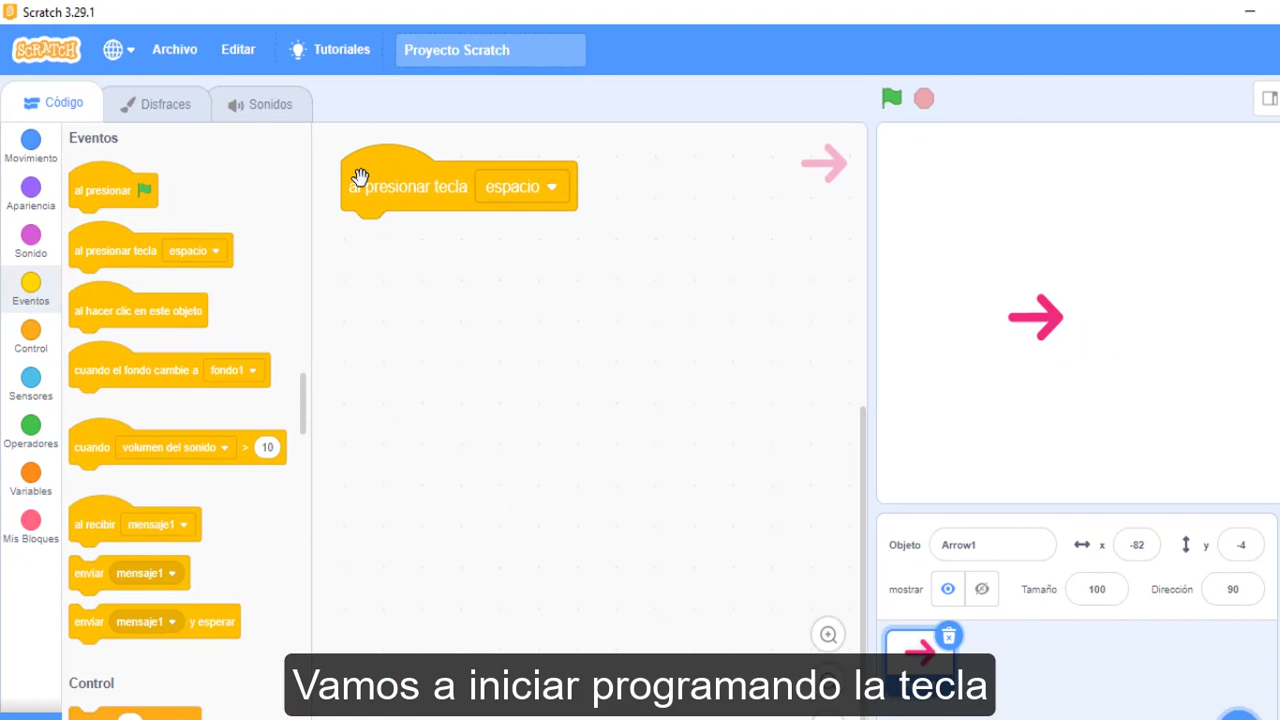 Scratch 3.29.1
SCRATCH
Archivo
Editar
Tutoriales
Proyecto Scratch
Código
Disfraces
Sonidos
Movimiento
Apariencia
Sonido
Eventos
Control
Sensores
Operadores
Variables
Mis Bloques
Eventos
al presionar
al presionar tecla espacio
al hacer clic en este objeto
cuando el fondo cambie a fondo1
cuando volumen del sonido > 10
al recibir mensaje1
enviar mensaje1
enviar mensaje1 y esperar
Control
al presionar tecla espacio
Objeto Arrow1 x -82 y -4
mostrar Tamaño 100 Dirección 90
Vamos a iniciar programando la tecla